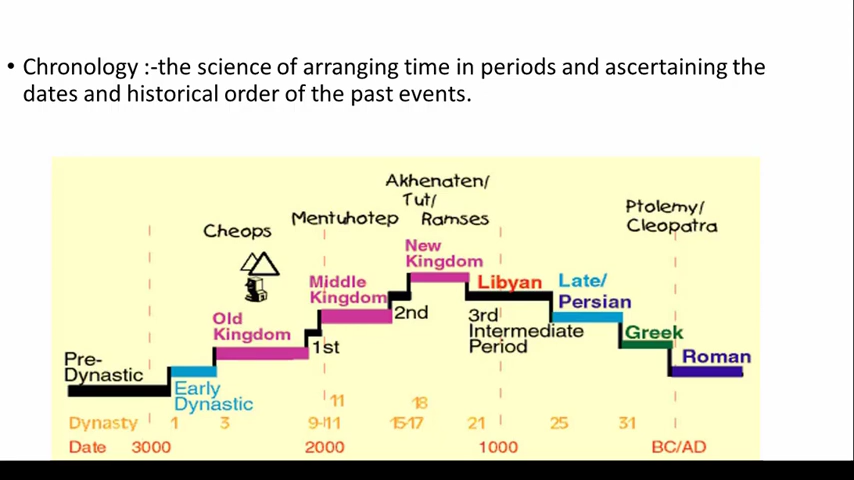 • Chronology :-the science of arranging time in periods and ascertaining the
dates and historical order of the past events.
Akhenaten/
Tut/
Mentuhotep Ramses
Ptolemy/
Cleopatra
Cheops
New
Kingdom
Middle
Kingdom
Libyan
Late/
Persian
Old
Kingdom
2nd
3rd
Intermediate
Period
1st
Greek
Roman
Pre-
Dynastic
Early
Dynastic
11 18
Dynasty 1 3 9-11 15-17 21 25 31
Date 3000 2000 1000 BC/AD